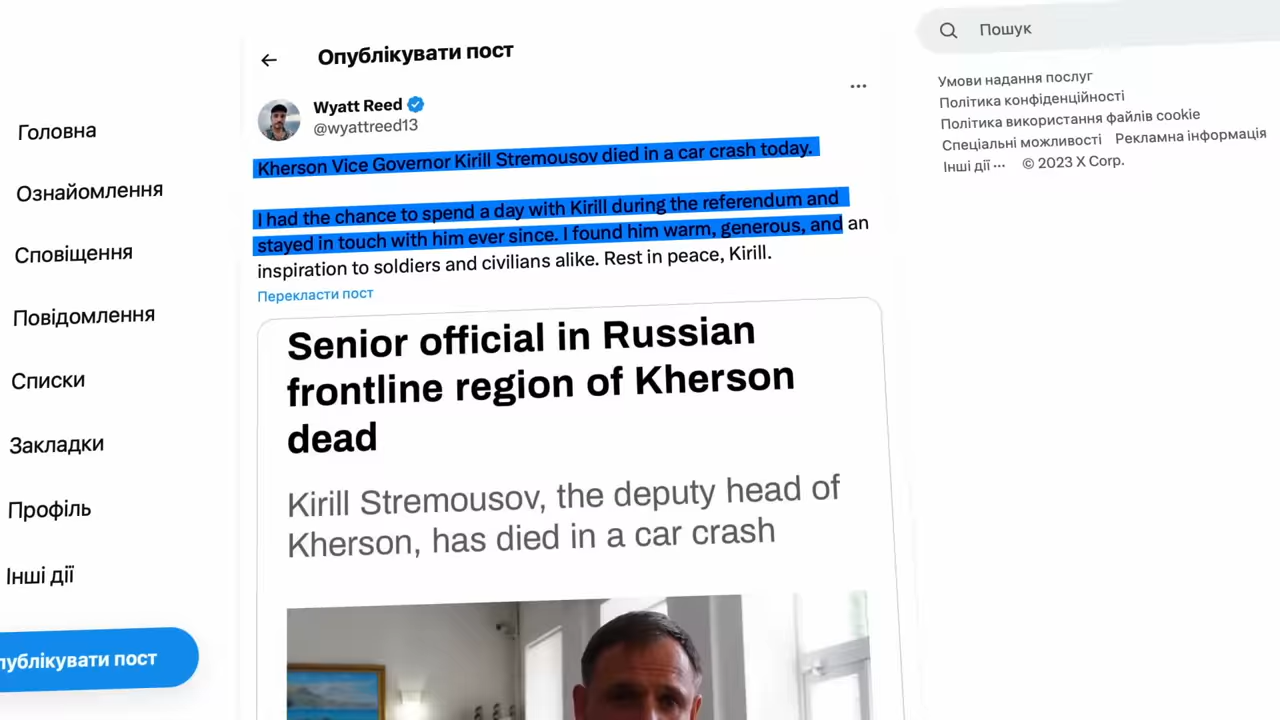 Головна
Ознайомлення
Сповіщення
Повідомлення
Списки
Закладки
Профіль
Інші дії
публікувати пост
Опублікувати пост
Wyatt Reed
@wyattreed13
Kherson Vice Governor Kirill Stremousov died in a car crash today.
I had the chance to spend a day with Kirill during the referendum and
stayed in touch with him ever since. I found him warm, generous, and an
inspiration to soldiers and civilians alike. Rest in peace, Kirill.
Перекласти пост
Senior official in Russian
frontline region of Kherson
dead
Kirill Stremousov, the deputy head of
Kherson, has died in a car crash
Пошук
Умови надання послуг
Політика конфіденційності
Політика використання файлів cookie
Спеціальні можливості Рекламна інформація
Інші дії ··· © 2023 X Corp.